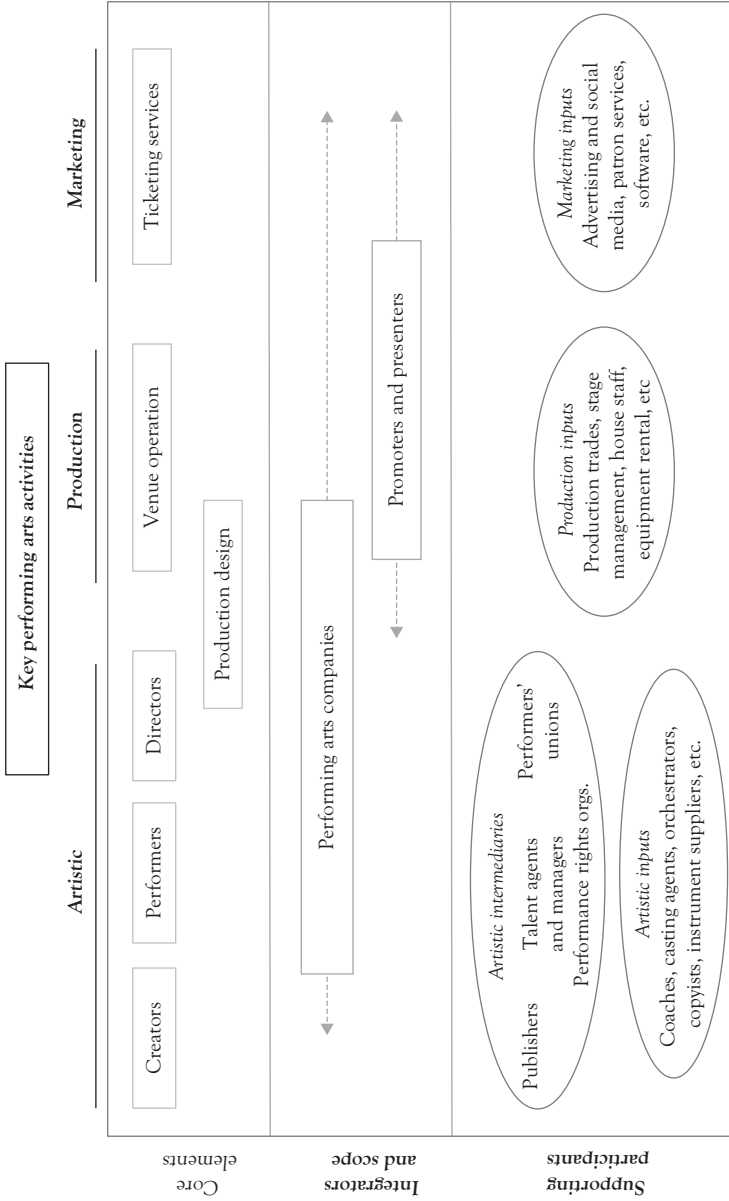 Key performing arts activities
Artistic
Production
Marketing
Core
elements
Creators
Performers
Directors
Venue operation
Ticketing services
Production design
Integrators
and scope
Performing arts companies
Promoters and presenters
Supporting
participants
Artistic intermediaries
Publishers
Talent agents
and managers
Performers’
unions
Performance rights orgs.
Artistic inputs
Coaches, casting agents, orchestrators,
copyists, instrument suppliers, etc.
Production inputs
Production trades, stage
management, house staff,
equipment rental, etc
Marketing inputs
Advertising and social
media, patron services,
software, etc.